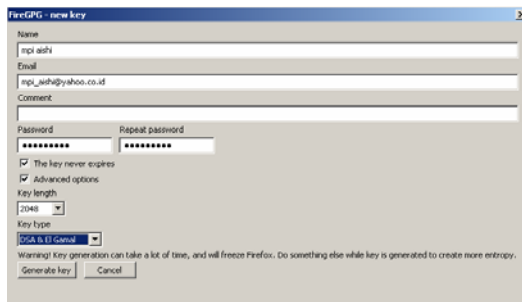 FireGPG - new key
Name
mpi aishi
Email
mpi_aishi@yahoo.co.id
Comment
Password Repeat password
••••••••• •••••••••
The key never expires
Advanced options
Key length
2048
Key type
DSA & El Gamal
Warning! Key generation can take a lot of time, and will freeze Firefox. Do something else while key is generated to create more entropy.
Generate key Cancel